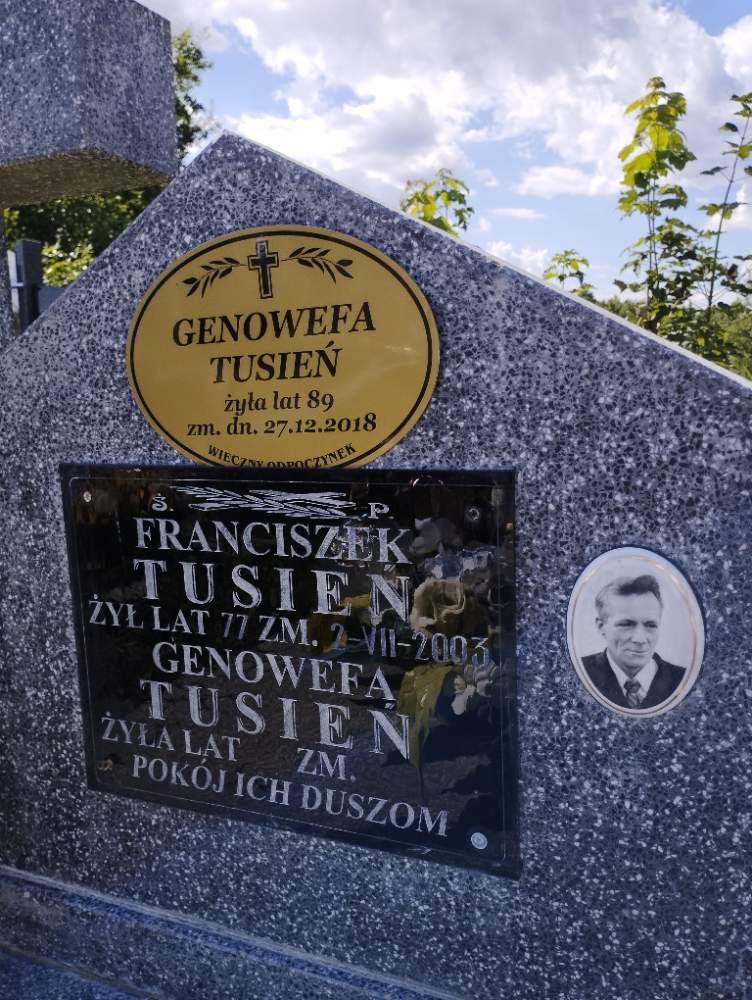 GENOWEFA
TUSIEŃ
żyła lat 89
zm. dn. 27.12.2018
WIECZNY ODPOCZYNEK
Ś. P.
FRANCISZEK
TUSIEŃ
ŻYŁ LAT 77 ZM. 2-VII-2003
GENOWEFA
TUSIEŃ
ŻYŁA LAT ZM.
POKÓJ ICH DUSZOM